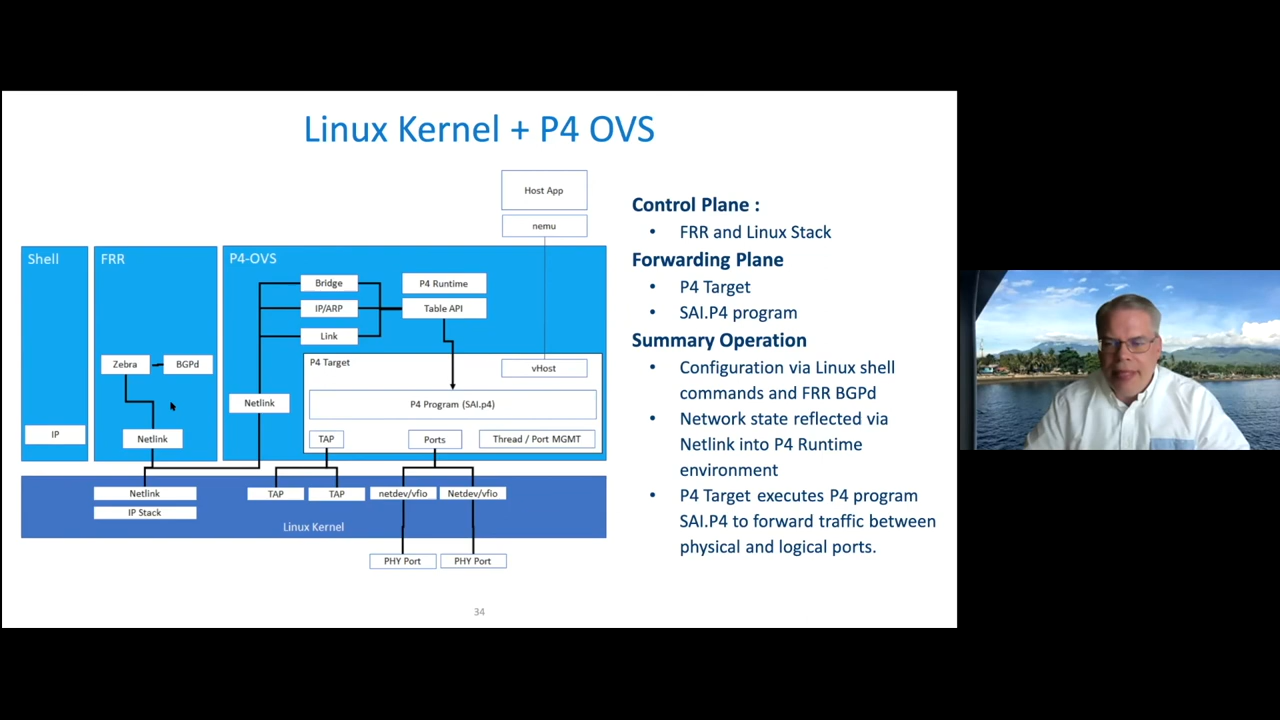 Linux Kernel + P4 OVS
Host App
nemu
Shell
FRR
P4-OVS
Bridge
P4 Runtime
IP/ARP
Table API
Link
P4 Target
Zebra
BGPd
vHost
Netlink
P4 Program (SAI.p4)
IP
Netlink
TAP
Ports
Thread / Port MGMT
Netlink
TAP
TAP
netdev/vfio
Netdev/vfio
IP Stack
Linux Kernel
PHY Port
PHY Port
Control Plane :
• FRR and Linux Stack
Forwarding Plane
• P4 Target
• SAI.P4 program
Summary Operation
• Configuration via Linux shell
commands and FRR BGPd
• Network state reflected via
Netlink into P4 Runtime
environment
• P4 Target executes P4 program
SAI.P4 to forward traffic between
physical and logical ports.
34